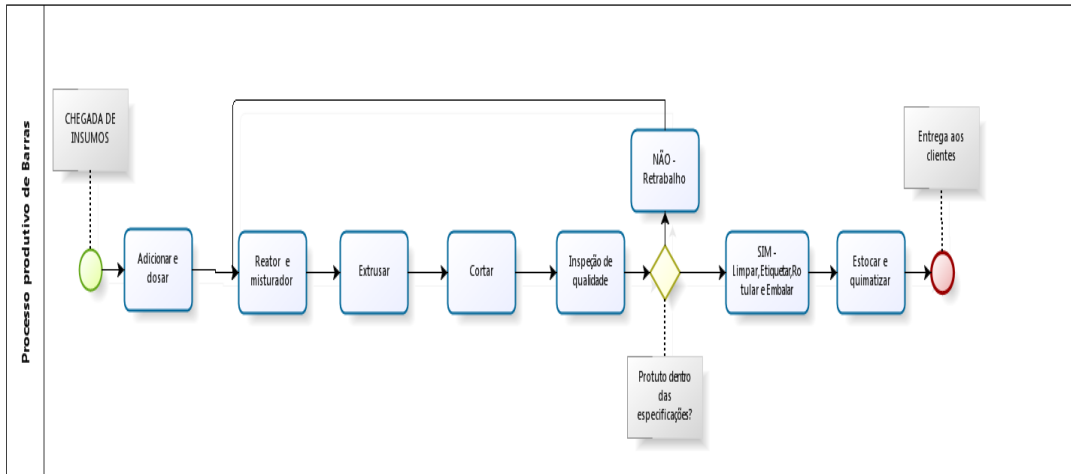 Processo produtivo de Barras
CHEGADA DE
INSUMOS
Adicionar e
dosar
Reator e
misturador
Extrusar
Cortar
Inspeção de
qualidade
NÃO -
Retrabalho
Protuto dentro
das
especificações?
SIM -
Limpar,Etiquetar,Ro
tular e Embalar
Estocar e
quimatizar
Entrega aos
clientes